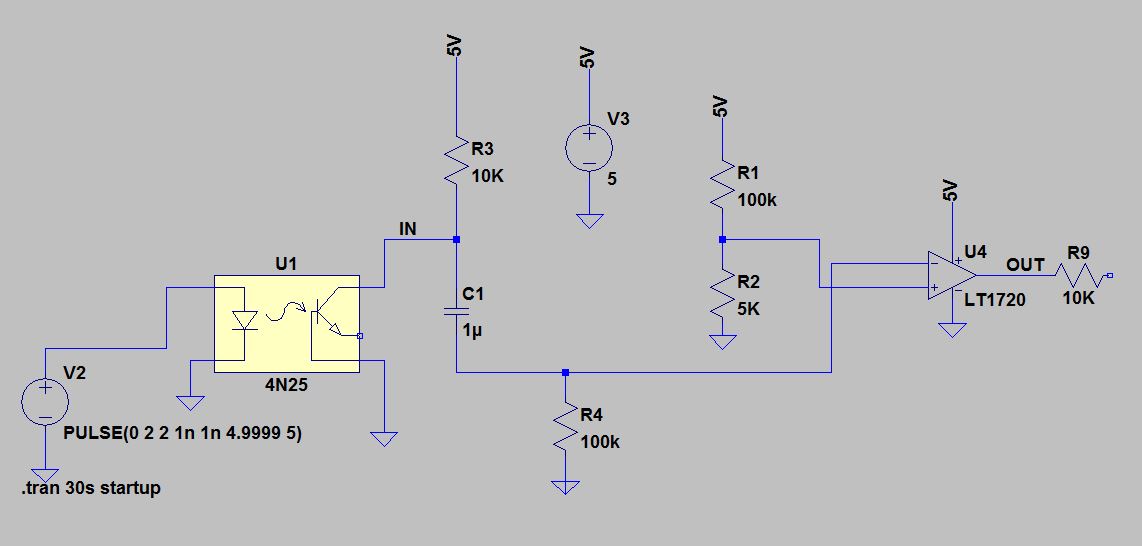 5V
5V
V3
R3
10K
5
5V
R1
100k
5V
IN
U4
OUT
R9
LT1720
10K
U1
C1
1µ
R2
5K
4N25
V2
PULSE(0 2 2 1n 1n 4.9999 5)
R4
100k
.tran 30s startup